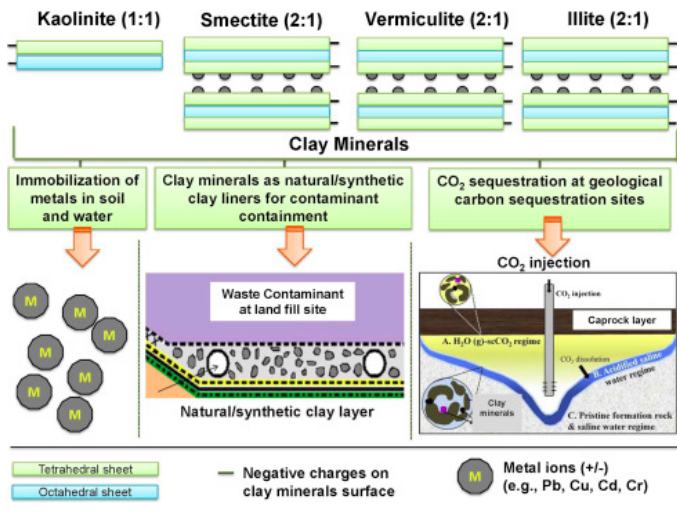 Kaolinite (1:1)
Smectite (2:1)
Vermiculite (2:1)
Illite (2:1)
Clay Minerals
Immobilization of
metals in soil
and water
Clay minerals as natural/synthetic
clay liners for contaminant
containment
CO₂ sequestration at geological
carbon sequestration sites
M
M
M
M
M
M
M
Waste Contaminant
at land fill site
Natural/synthetic clay layer
CO₂ injection
CO₂ injection
Caprock layer
A. H₂O (g)-scCO₂ regime
CO₂ dissolution
B. Acidified saline
water regime
Clay
minerals
C. Pristine formation rock
& saline water regime
Tetrahedral sheet
Octahedral sheet
Negative charges on
clay minerals surface
M
Metal ions (+/-)
(e.g., Pb, Cu, Cd, Cr)